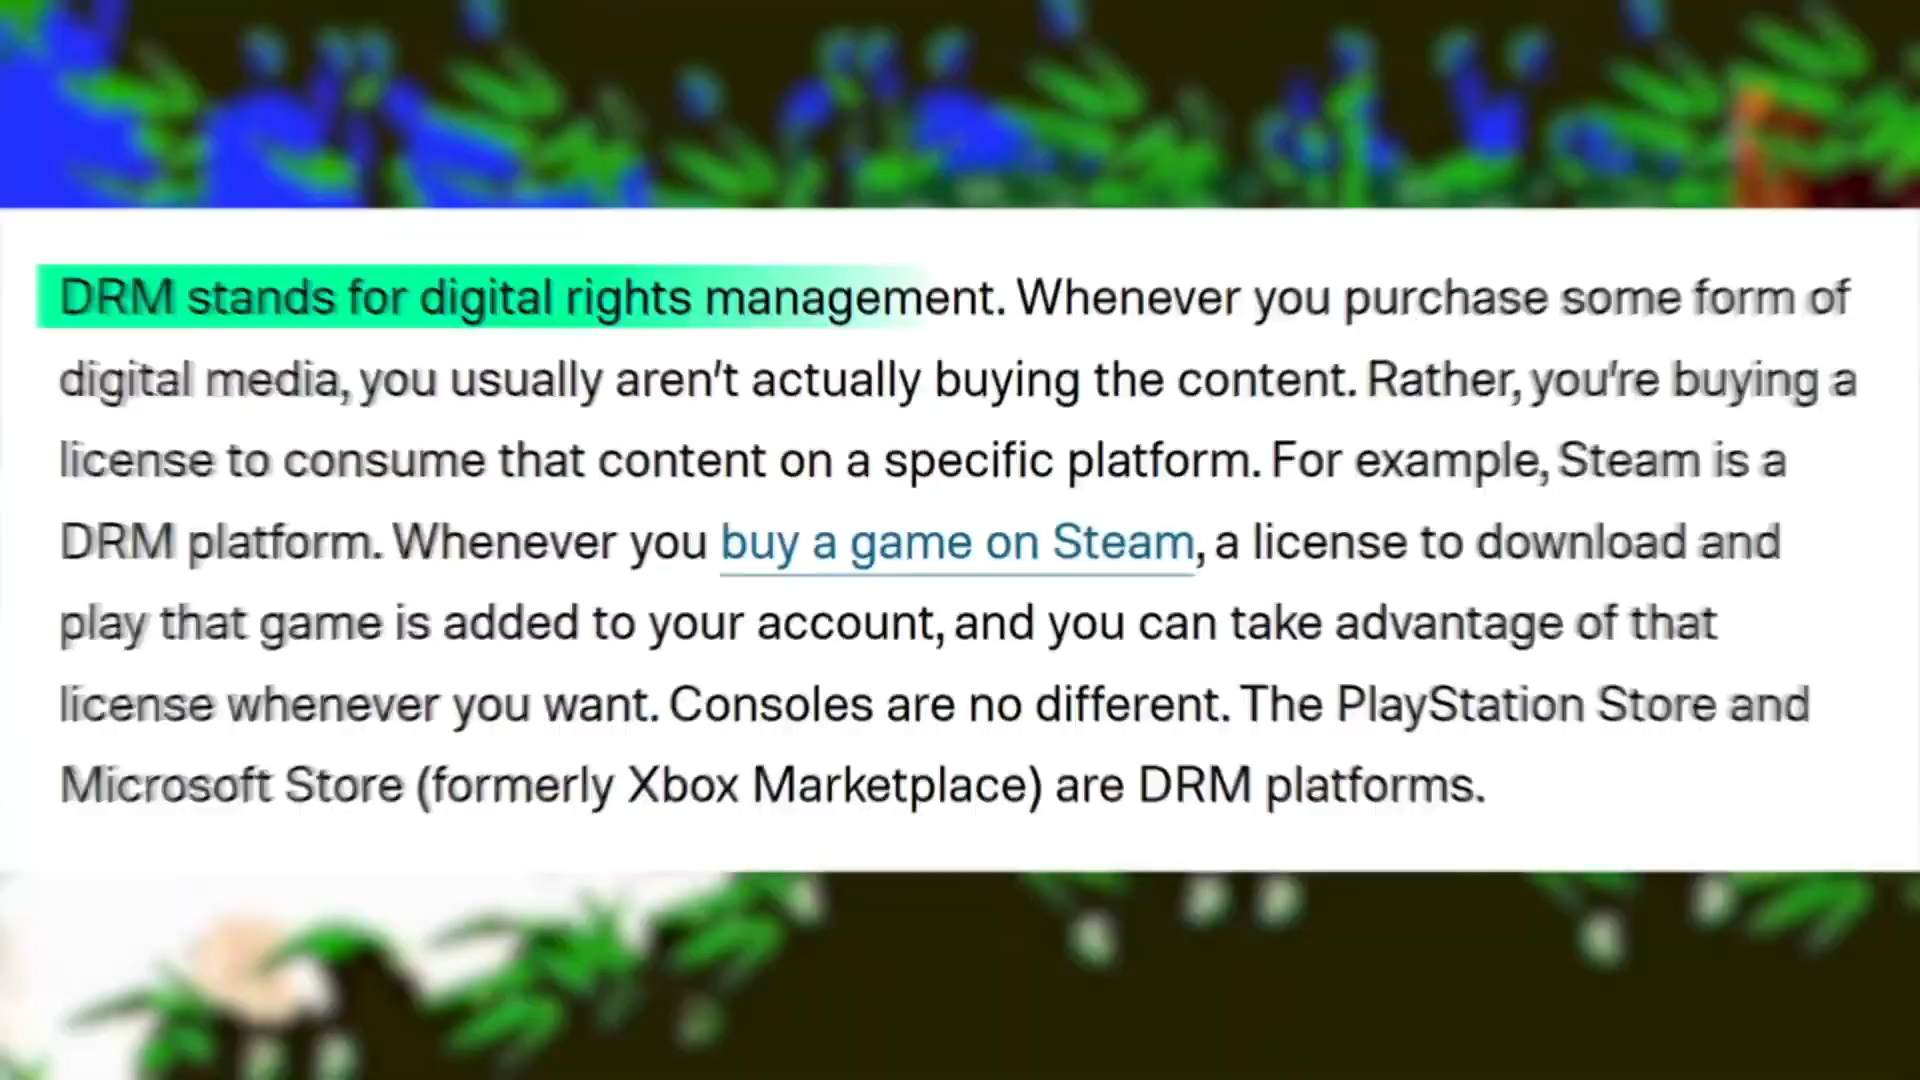 DRM stands for digital rights management. Whenever you purchase some form of
digital media, you usually aren't actually buying the content. Rather, you're buying a
license to consume that content on a specific platform. For example, Steam is a
DRM platform. Whenever you buy a game on Steam, a license to download and
play that game is added to your account, and you can take advantage of that
license whenever you want. Consoles are no different. The PlayStation Store and
Microsoft Store (formerly Xbox Marketplace) are DRM platforms.